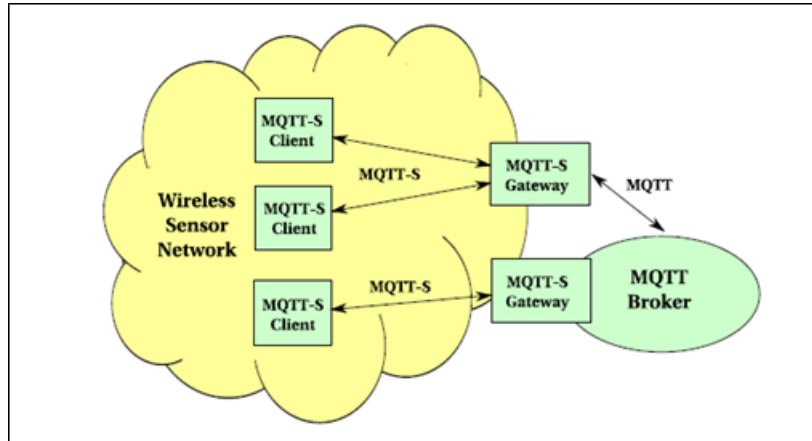 MQTT-S
Client
MQTT-S
Gateway
MQTT-S
MQTT
Wireless
Sensor
Network
MQTT-S
Client
MQTT-S
Client
MQTT-S
MQTT-S
Gateway
MQTT
Broker